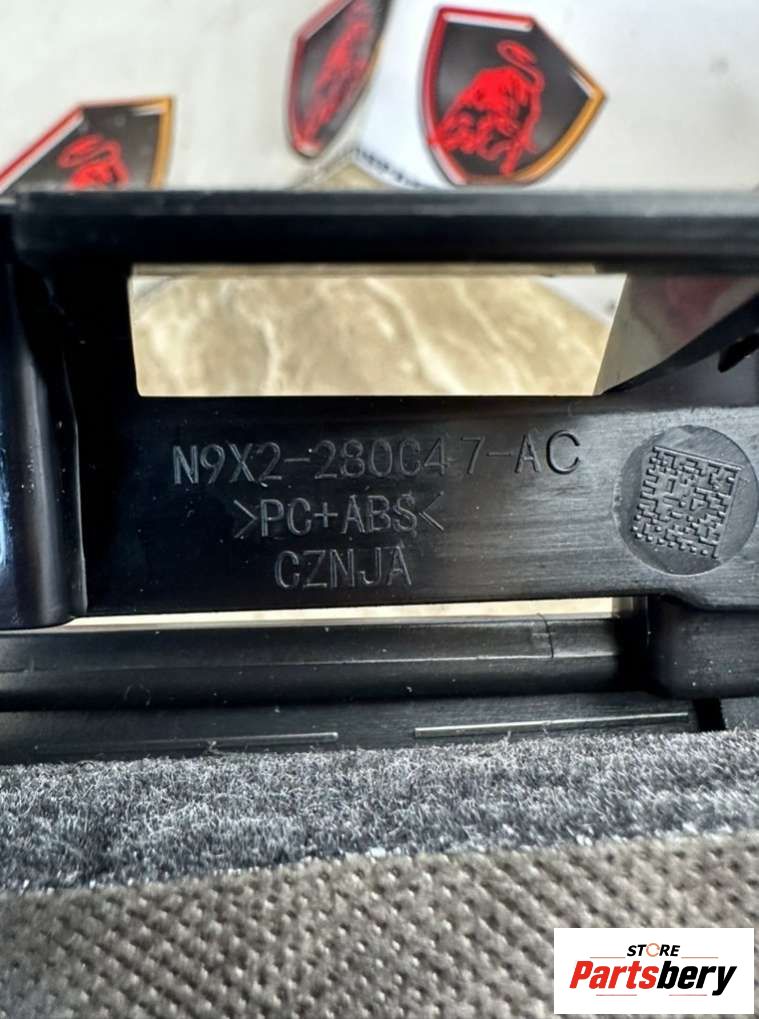 N9X2-280C47-AC
>PC+ABS<
CZNJA
STORE
Partsbery